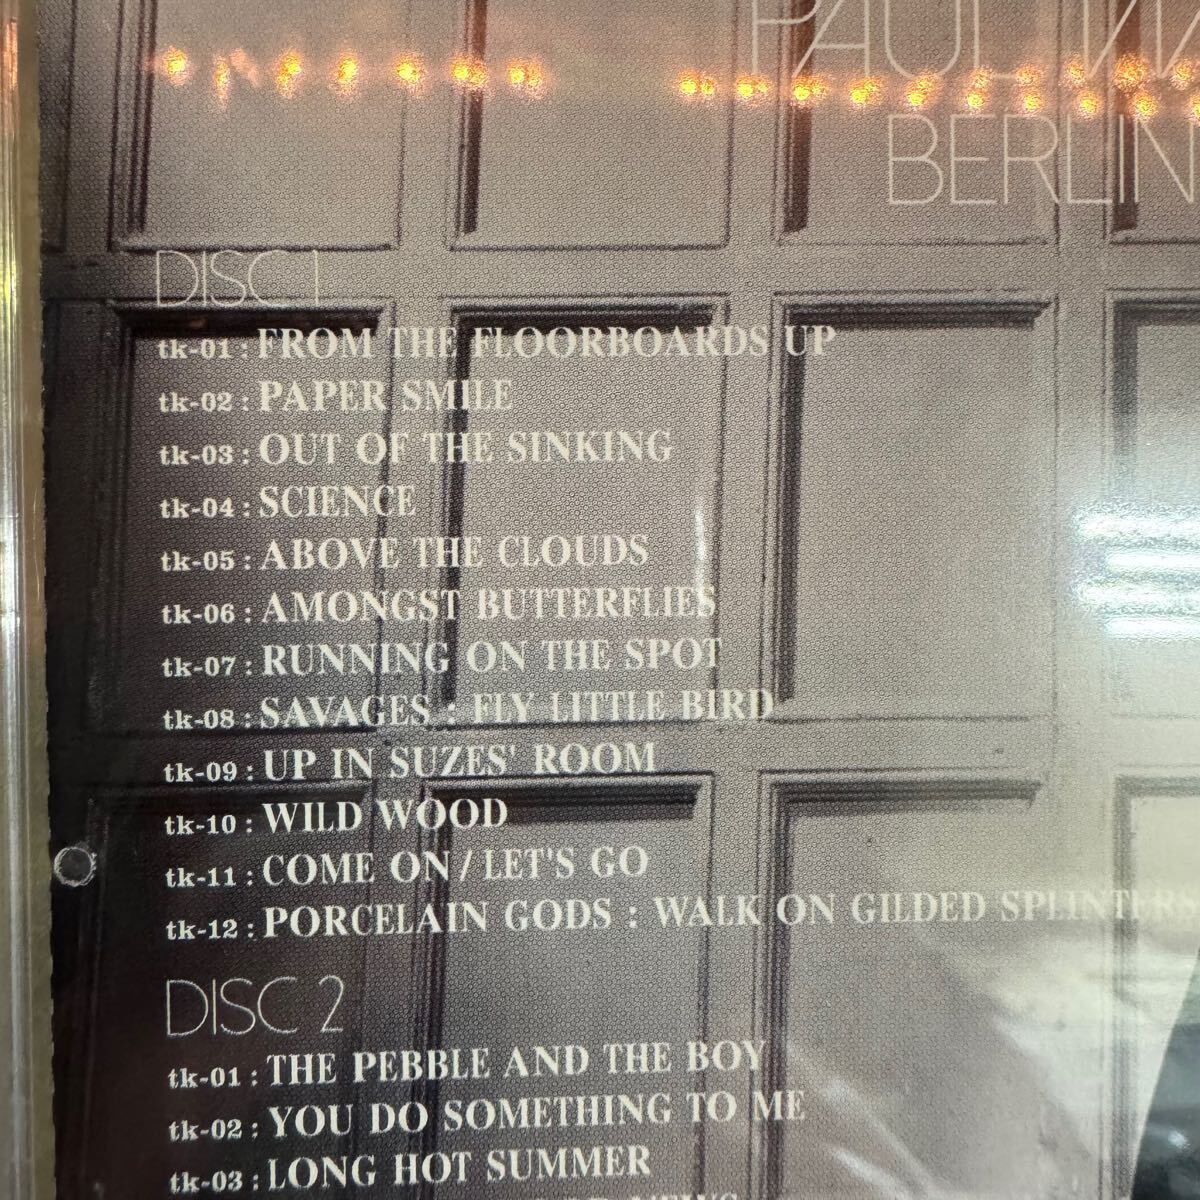 PAUL
BERLIN
DISC 1
tk-01 : FROM THE FLOORBOARDS UP
tk-02 : PAPER SMILE
tk-03 : OUT OF THE SINKING
tk-04 : SCIENCE
tk-05 : ABOVE THE CLOUDS
tk-06 : AMONGST BUTTERFLIES
tk-07 : RUNNING ON THE SPOT
tk-08 : SAVAGES : FLY LITTLE BIRD
tk-09 : UP IN SUZES' ROOM
tk-10 : WILD WOOD
tk-11 : COME ON / LET'S GO
tk-12 : PORCELAIN GODS : WALK ON GILDED SPLINTERS
DISC 2
tk-01 : THE PEBBLE AND THE BOY
tk-02 : YOU DO SOMETHING TO ME
tk-03 : LONG HOT SUMMER